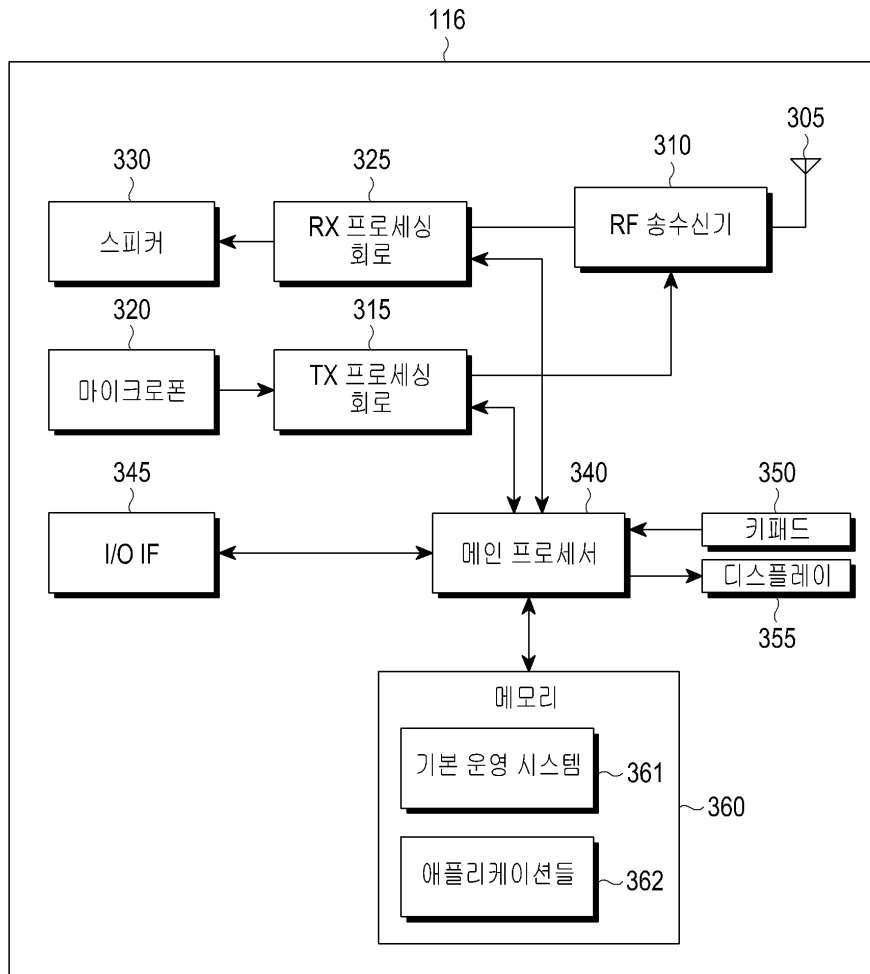 116
305
330
325
310
스피커
RX 프로세싱
회로
RF 송수신기
320
315
마이크로폰
TX 프로세싱
회로
345
340
350
I/O IF
메인 프로세서
키패드
디스플레이
355
메모리
기본 운영 시스템
361
360
애플리케이션들
362